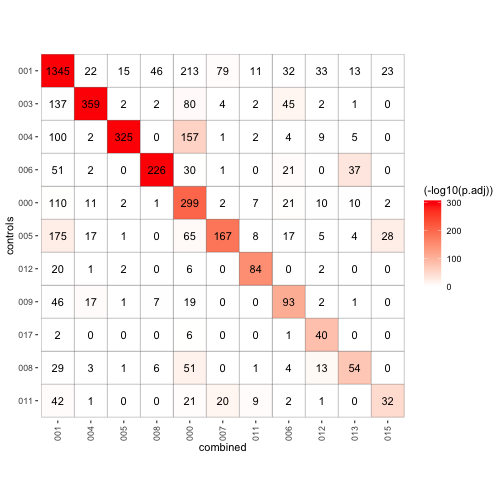 001 1345 22 15 46 213 79 11 32 33 13 23
003 137 359 2 2 80 4 2 45 2 1 0
004 100 2 325 0 157 1 2 4 9 5 0
006 51 2 0 226 30 1 0 21 0 37 0
000 110 11 2 1 299 2 7 21 10 10 2
005 175 17 1 0 65 167 8 17 5 4 28
012 20 1 2 0 6 0 84 0 2 0 0
009 46 17 1 7 19 0 0 93 2 1 0
017 2 0 0 0 6 0 0 1 40 0 0
008 29 3 1 6 51 0 1 4 13 54 0
011 42 1 0 0 21 20 9 2 1 0 32
001 004 005 008 000 007 011 006 012 013 015
combined
controls
(-log10(p.adj))
300
200
100
0